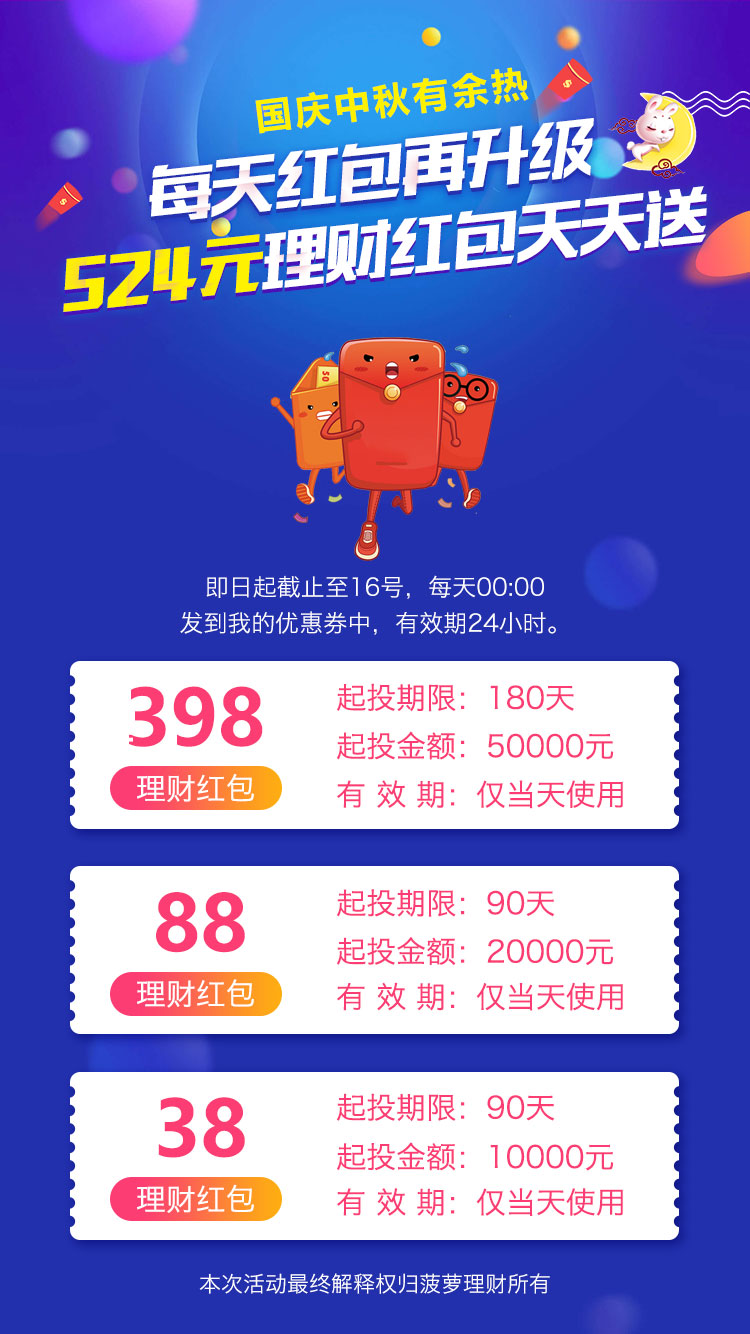 国庆中秋有余热
每天红包再升级
524元理财红包天天送
50
即日起截止至16号，每天00:00
发到我的优惠券中，有效期24小时。
398
理财红包
起投期限：180天
起投金额：50000元
有 效 期：仅当天使用
88
理财红包
起投期限：90天
起投金额：20000元
有 效 期：仅当天使用
38
理财红包
起投期限：90天
起投金额：10000元
有 效 期：仅当天使用
本次活动最终解释权归菠萝理财所有